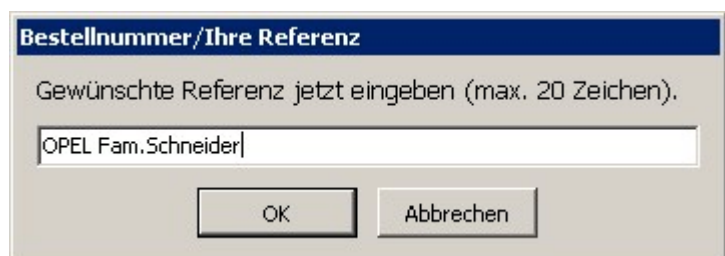 Bestellnummer/Ihre Referenz
Gewünschte Referenz jetzt eingeben (max. 20 Zeichen).
OPEL Fam.Schneider
OK Abbrechen